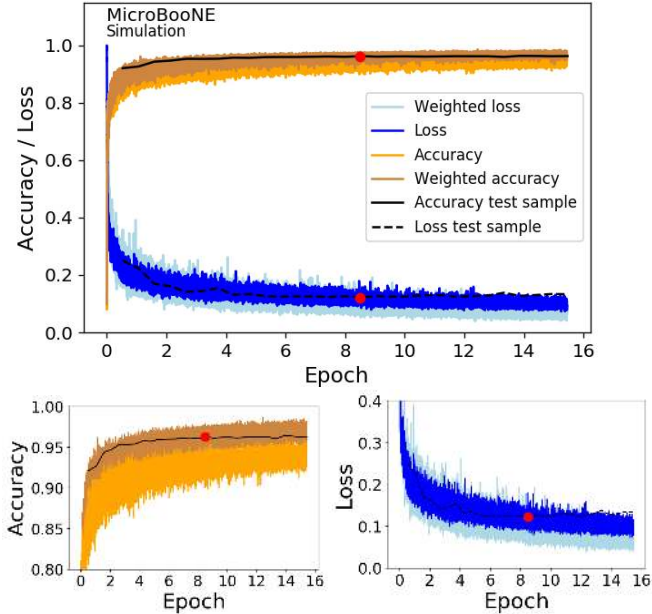 MicroBooNE
Simulation
1.0
0.8
0.6
0.4
0.2
0.0
Accuracy / Loss
Weighted loss
Loss
Accuracy
Weighted accuracy
Accuracy test sample
Loss test sample
0 2 4 6 8 10 12 14 16
Epoch
1.00
0.95
0.90
0.85
0.80
Accuracy
0 2 4 6 8 10 12 14 16
Epoch
0.4
0.3
0.2
0.1
0.0
Loss
0 2 4 6 8 10 12 14 16
Epoch